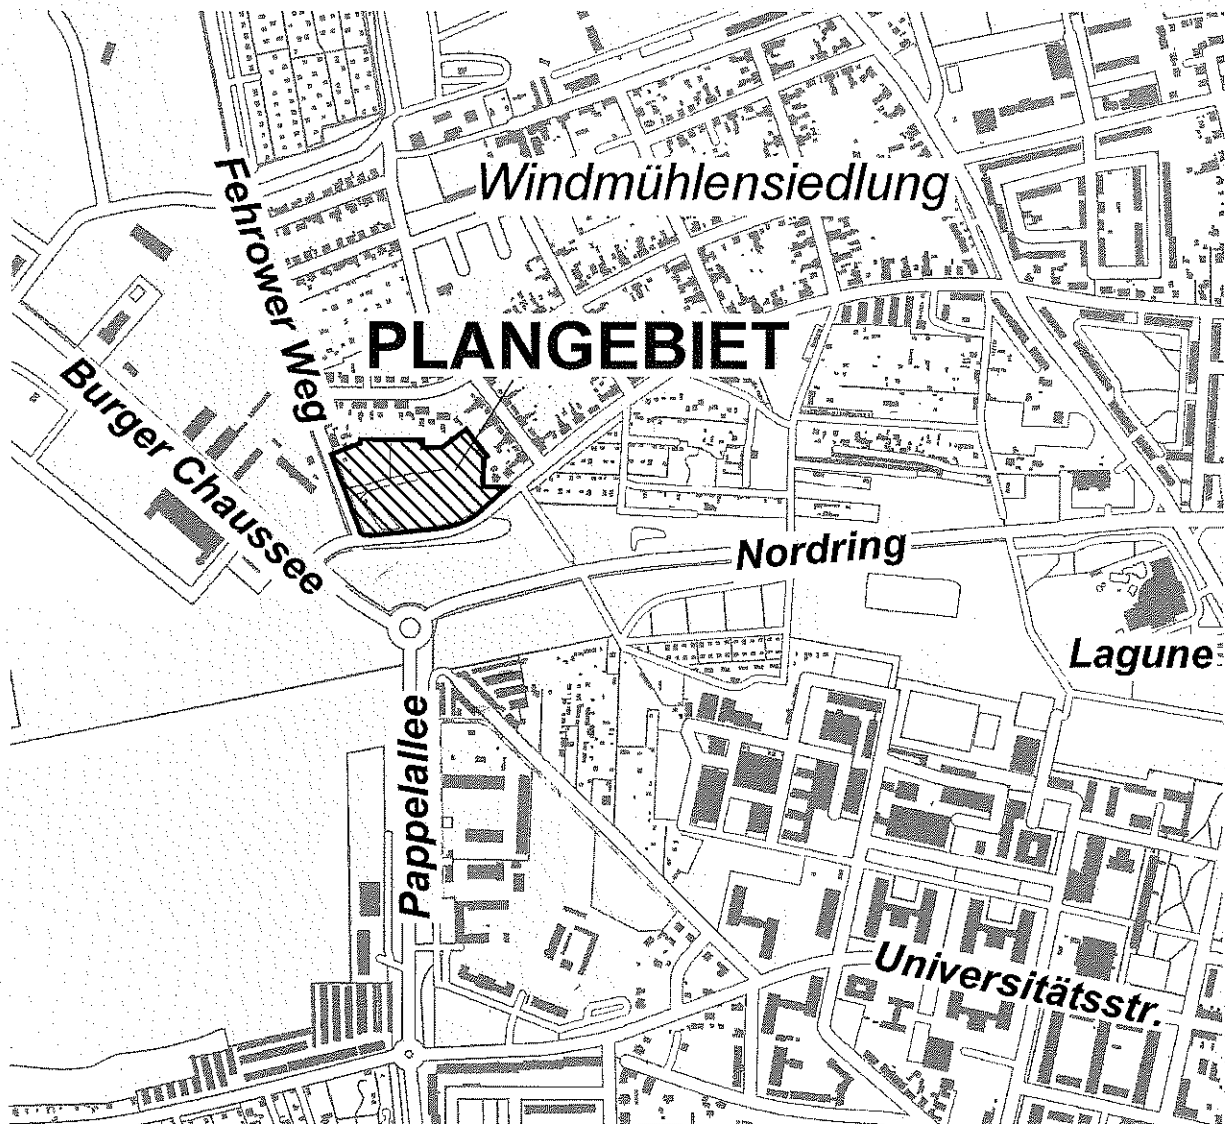 Windmühlensiedlung
Fehrower Weg
PLANGEBIET
Burger Chaussee
Nordring
Lagune
Pappelallee
Universitätsstr.